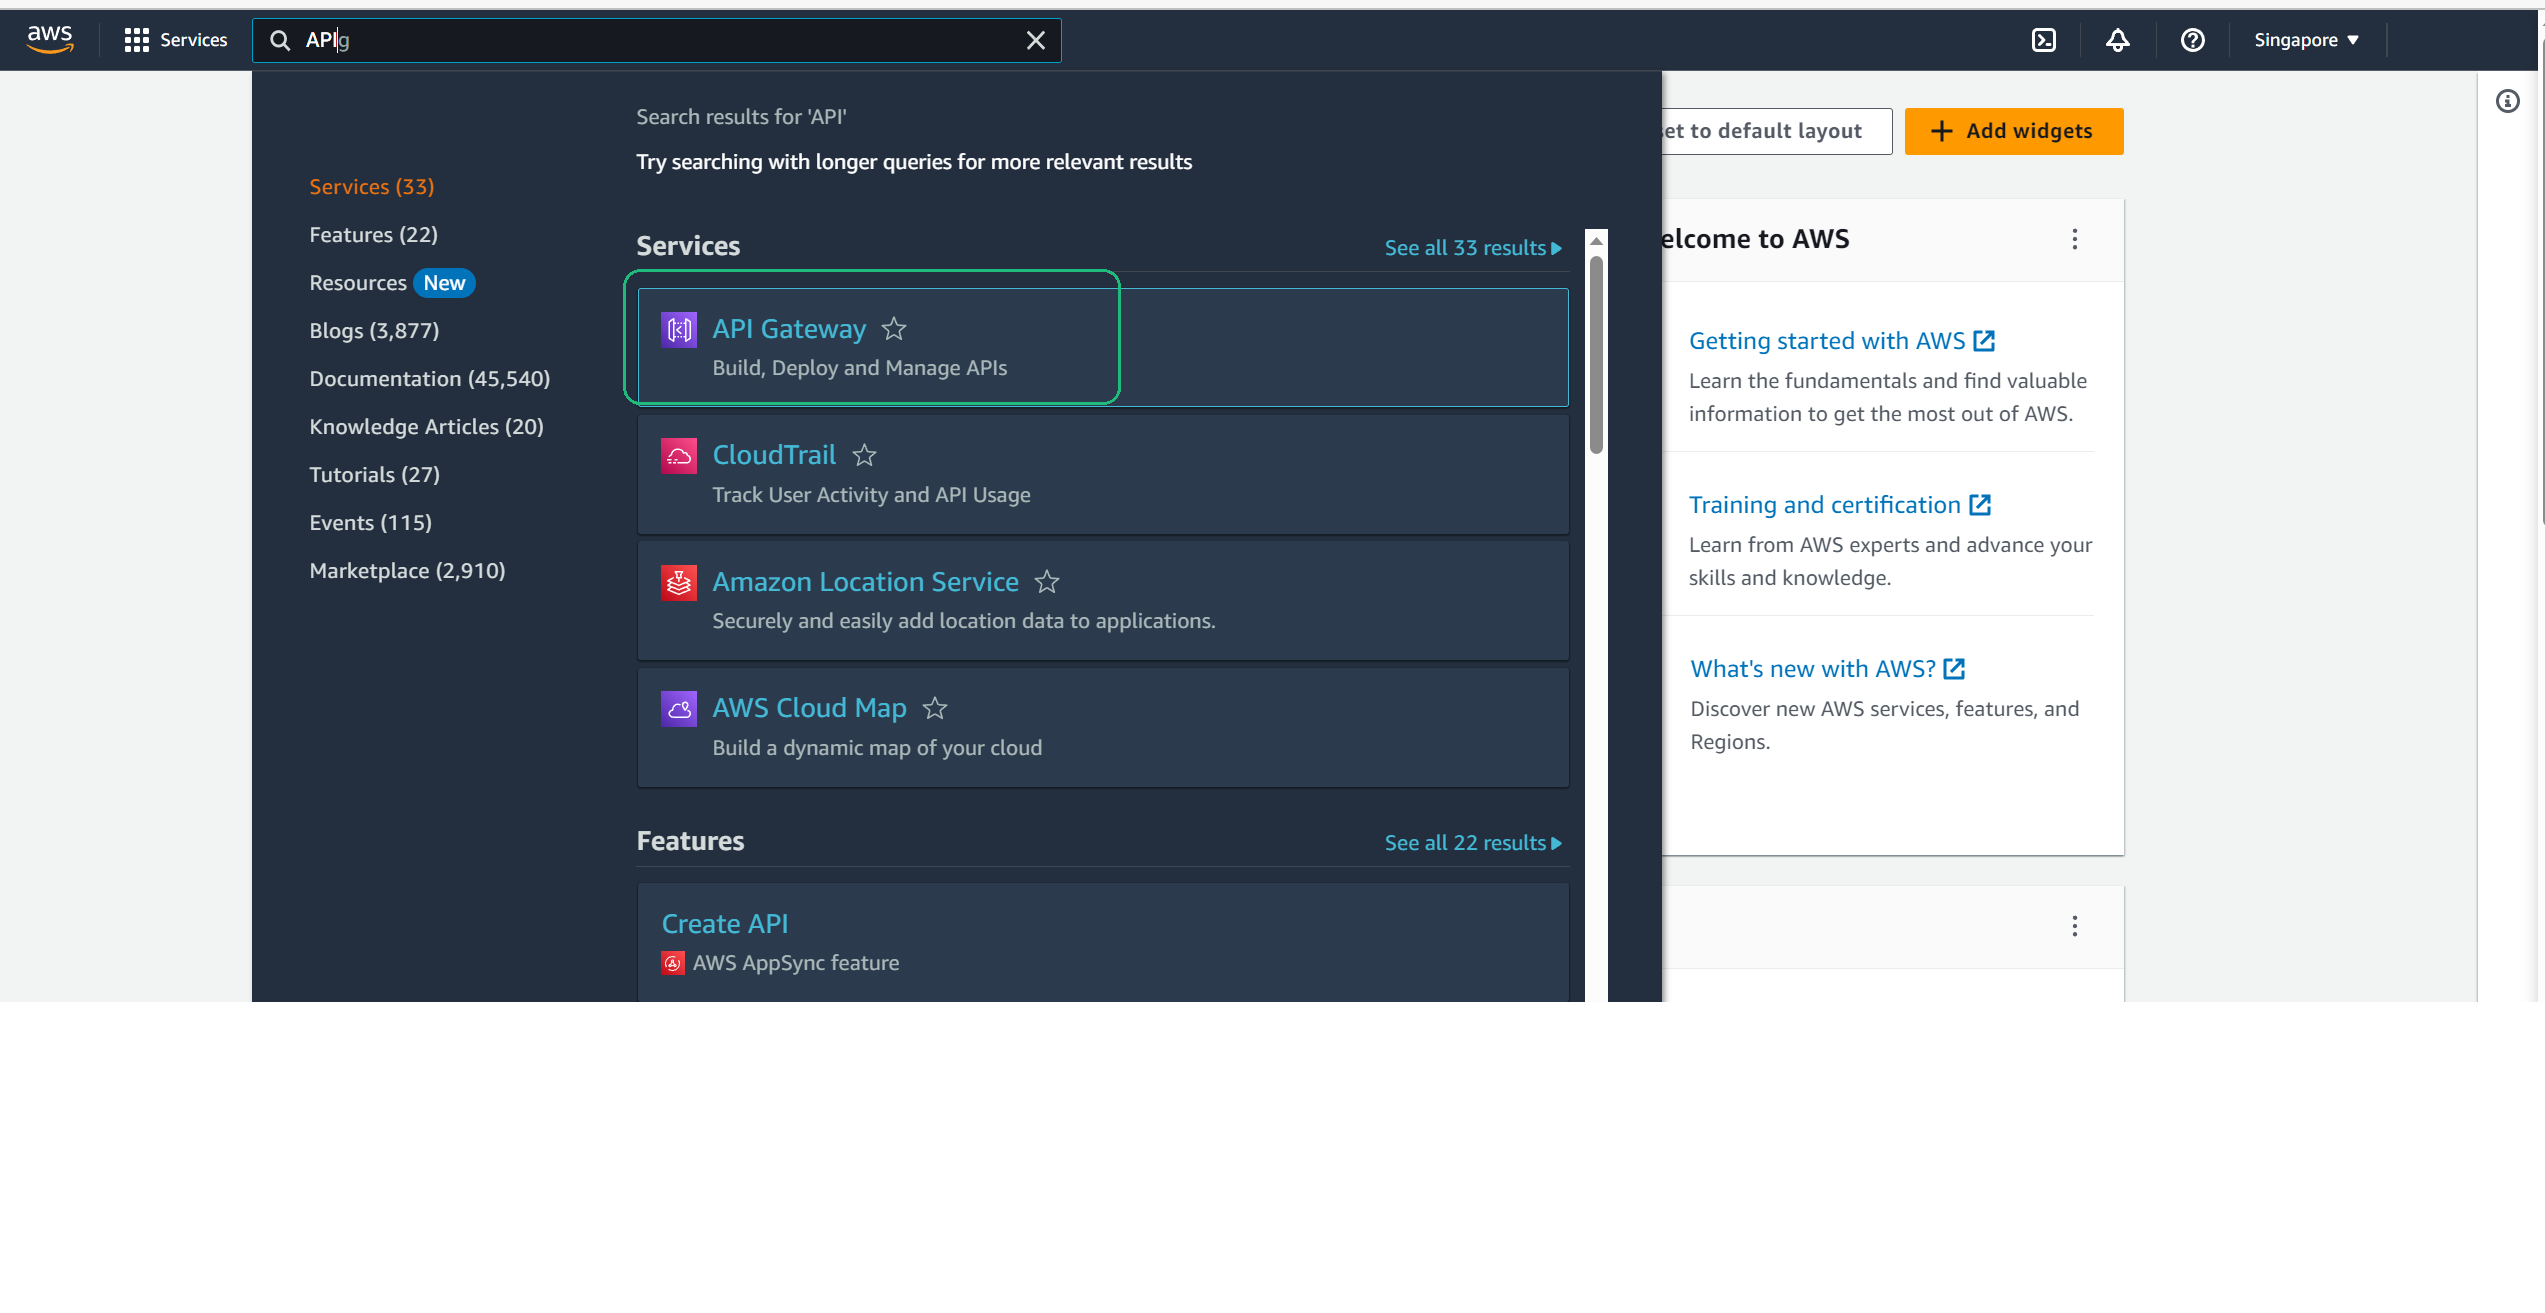 aws
Services
APIg
Singapore
Search results for 'API'
Try searching with longer queries for more relevant results
Services (33)
Features (22)
Resources New
Blogs (3,877)
Documentation (45,540)
Knowledge Articles (20)
Tutorials (27)
Events (115)
Marketplace (2,910)
Services
See all 33 results
API Gateway
Build, Deploy and Manage APIs
CloudTrail
Track User Activity and API Usage
Amazon Location Service
Securely and easily add location data to applications.
AWS Cloud Map
Build a dynamic map of your cloud
Features
See all 22 results
Create API
AWS AppSync feature
set to default layout
+ Add widgets
elcome to AWS
Getting started with AWS
Learn the fundamentals and find valuable
information to get the most out of AWS.
Training and certification
Learn from AWS experts and advance your
skills and knowledge.
What's new with AWS?
Discover new AWS services, features, and
Regions.